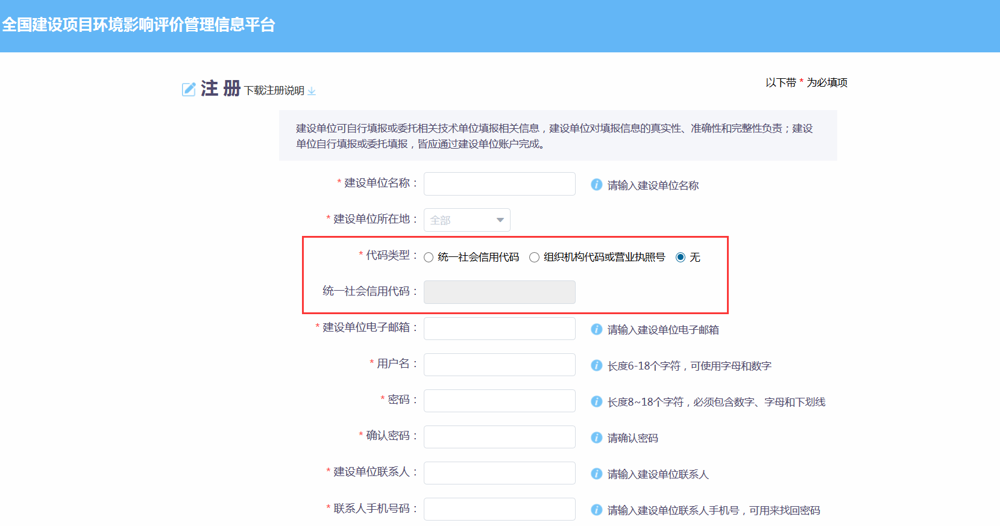 全国建设项目环境影响评价管理信息平台
注 册 下载注册说明
以下带 * 为必填项
建设单位可自行填报或委托相关技术单位填报相关信息，建设单位对填报信息的真实性、准确性和完整性负责；建设
单位自行填报或委托填报，皆应通过建设单位账户完成。
* 建设单位名称： 请输入建设单位名称
* 建设单位所在地： 全部
* 代码类型： 统一社会信用代码 组织机构代码或营业执照号 无
统一社会信用代码：
* 建设单位电子邮箱： 请输入建设单位电子邮箱
* 用户名： 长度6-18个字符，可使用字母和数字
* 密码： 长度8~18个字符，必须包含数字、字母和下划线
* 确认密码： 请确认密码
* 建设单位联系人： 请输入建设单位联系人
* 联系人手机号码： 请输入建设单位联系人手机号，可用来找回密码